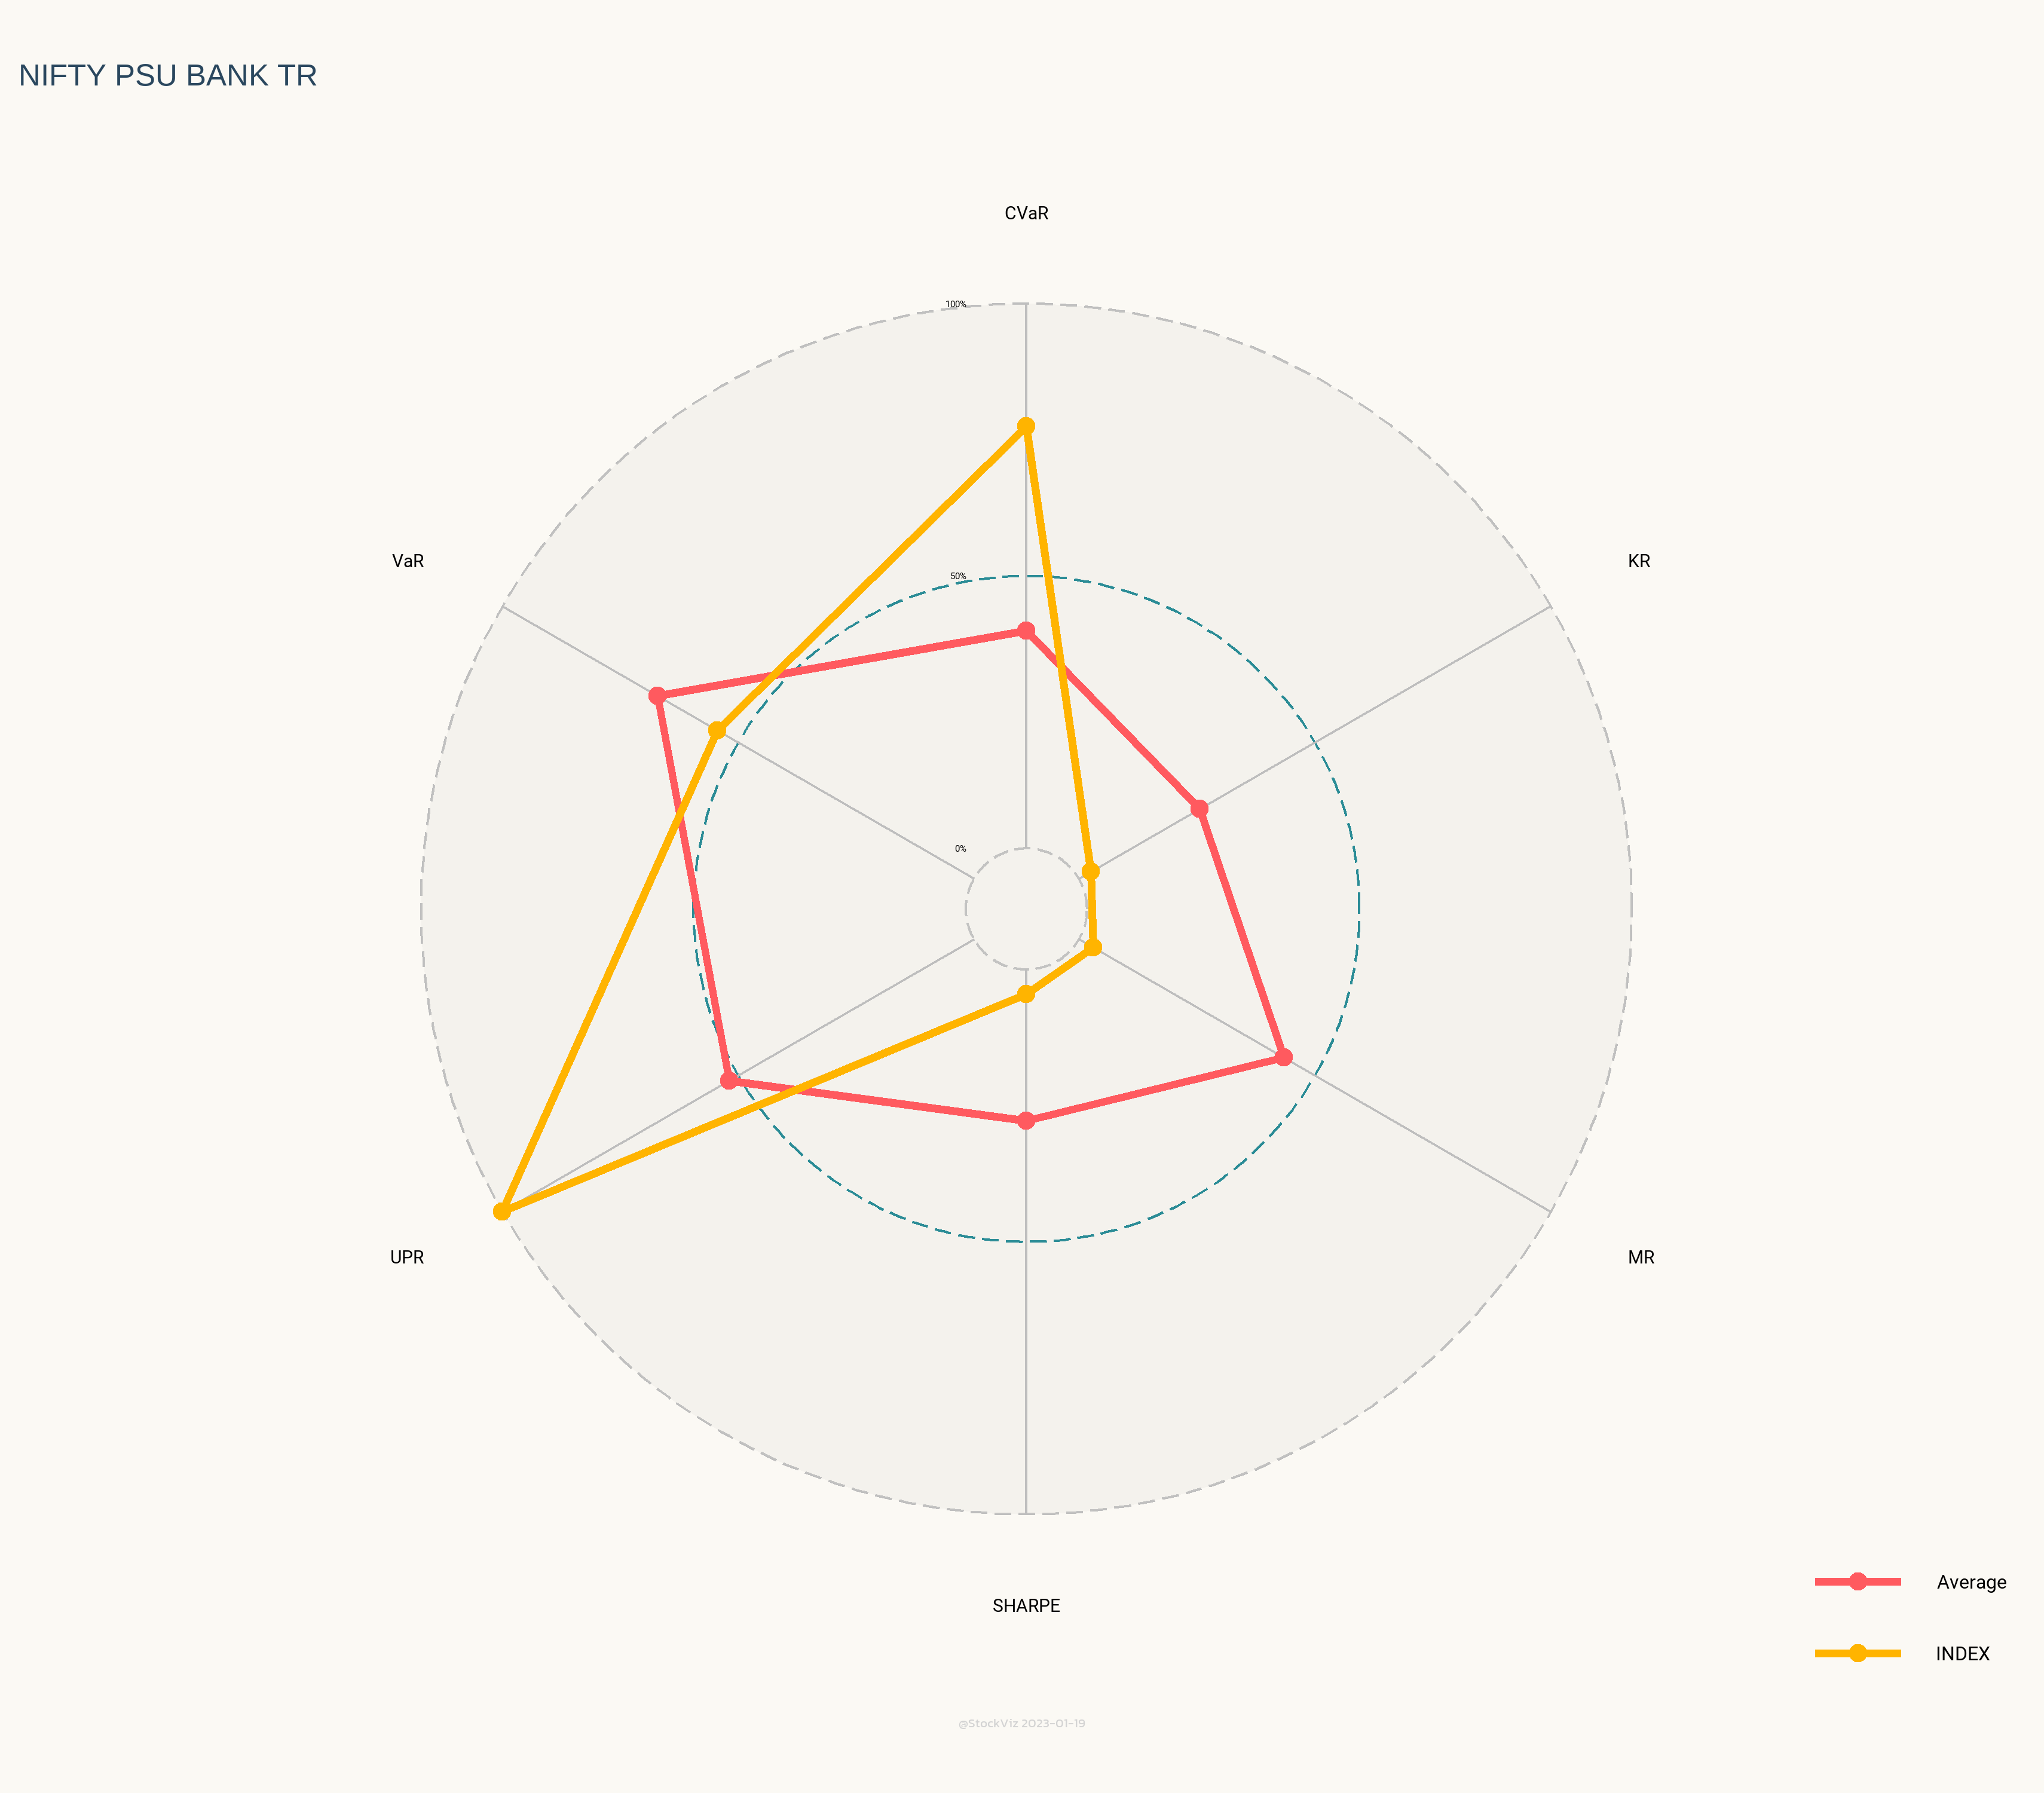 NIFTY PSU BANK TR
CVaR
100%
VaR
KR
50%
0%
UPR
MR
SHARPE
Average
INDEX
@StockViz 2023-01-19